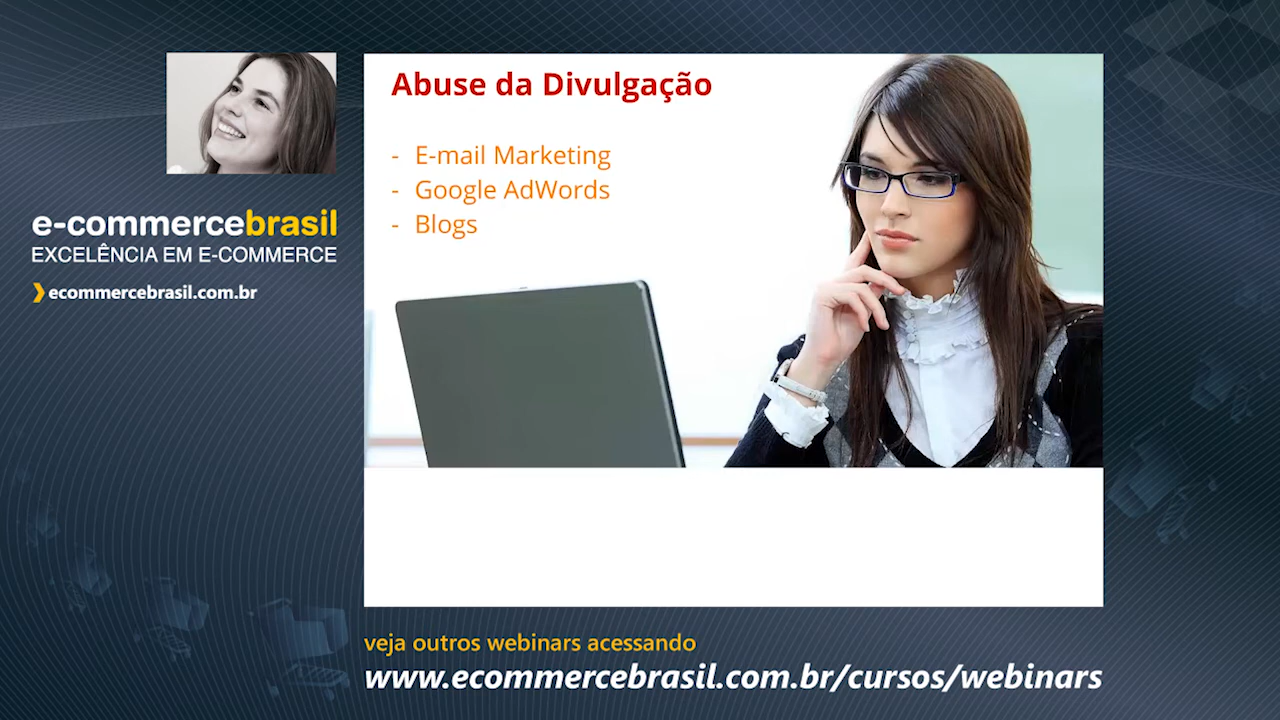 e-commercebrasil
EXCELÊNCIA EM E-COMMERCE
ecommercebrasil.com.br
Abuse da Divulgação
- E-mail Marketing
- Google AdWords
- Blogs
veja outros webinars acessando
www.ecommercebrasil.com.br/cursos/webinars